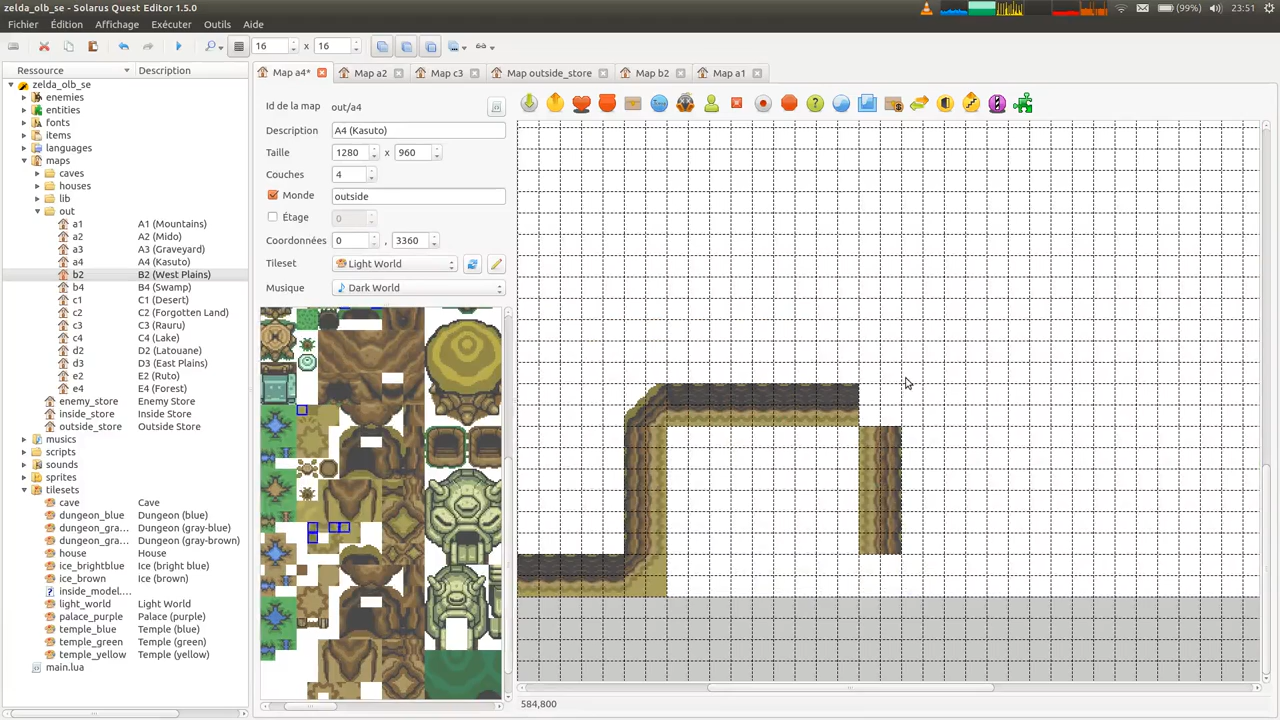 zelda_olb_se - Solarus Quest Editor 1.5.0
(99%) 23:51
Fichier Édition Affichage Exécuter Outils Aide
16 x 16
Ressource Description
zelda_olb_se
enemies
entities
fonts
items
languages
maps
caves
houses
lib
out
a1 A1 (Mountains)
a2 A2 (Mido)
a3 A3 (Graveyard)
a4 A4 (Kasuto)
b2 B2 (West Plains)
b4 B4 (Swamp)
c1 C1 (Desert)
c2 C2 (Forgotten Land)
c3 C3 (Rauru)
c4 C4 (Lake)
d2 D2 (Latouane)
d3 D3 (East Plains)
e2 E2 (Ruto)
e4 E4 (Forest)
enemy_store Enemy Store
inside_store Inside Store
outside_store Outside Store
musics
scripts
sounds
sprites
tilesets
cave Cave
dungeon_blue Dungeon (blue)
dungeon_gra... Dungeon (gray-blue)
dungeon_gra... Dungeon (gray-brown)
house House
ice_brightblue Ice (bright blue)
ice_brown Ice (brown)
inside_model....
light_world Light World
palace_purple Palace (purple)
temple_blue Temple (blue)
temple_green Temple (green)
temple_yellow Temple (yellow)
main.lua
Map a4* Map a2 Map c3 Map outside_store Map b2 Map a1
Id de la map out/a4
Description A4 (Kasuto)
Taille 1280 x 960
Couches 4
Monde outside
Étage 0
Coordonnées 0 , 3360
Tileset Light World
Musique Dark World
584,800